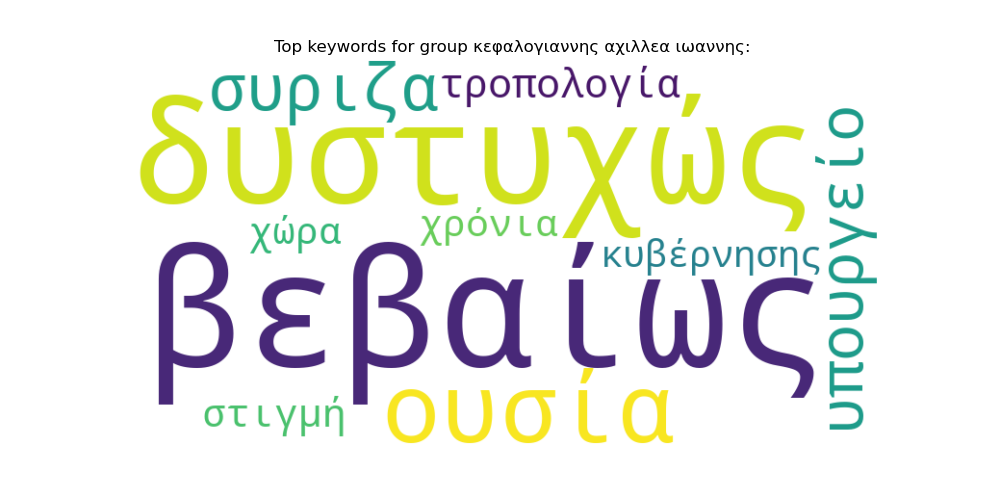 Top keywords for group κεφαλογιαννης αχιλλεα ιωαννης:
συριζα
τροπολογία
δυστυχώς
υπουργείο
χώρα
χρόνια
κυβέρνησης
βεβαίως
στιγμή
ουσία